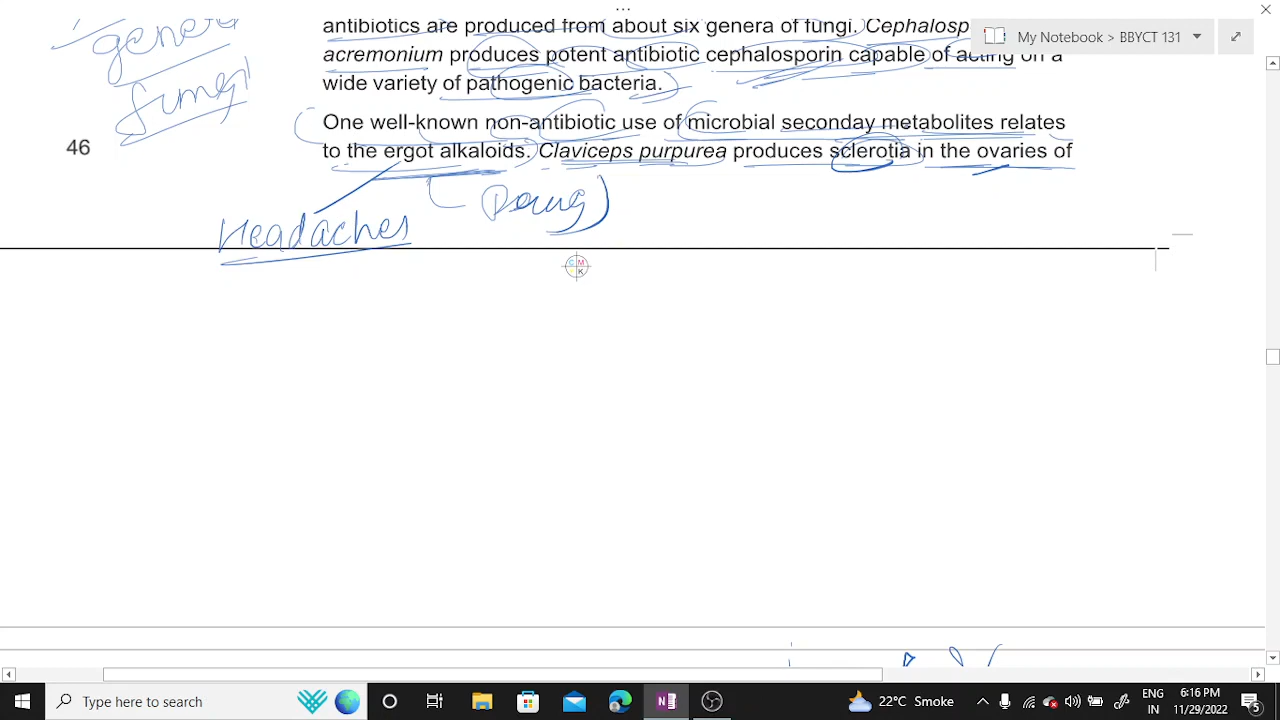 ...
antibiotics are produced from about six genera of fungi. Cephalosp
My Notebook > BBYCT 131
genera
fungi
acremonium produces potent antibiotic cephalosporin capable of acting on a
wide variety of pathogenic bacteria.
One well-known non-antibiotic use of microbial seconday metabolites relates
46
to the ergot alkaloids. Claviceps purpurea produces sclerotia in the ovaries of
Headaches
C M
K
Type here to search
22°C Smoke
ENG
IN
6:16 PM
11/29/2022
5